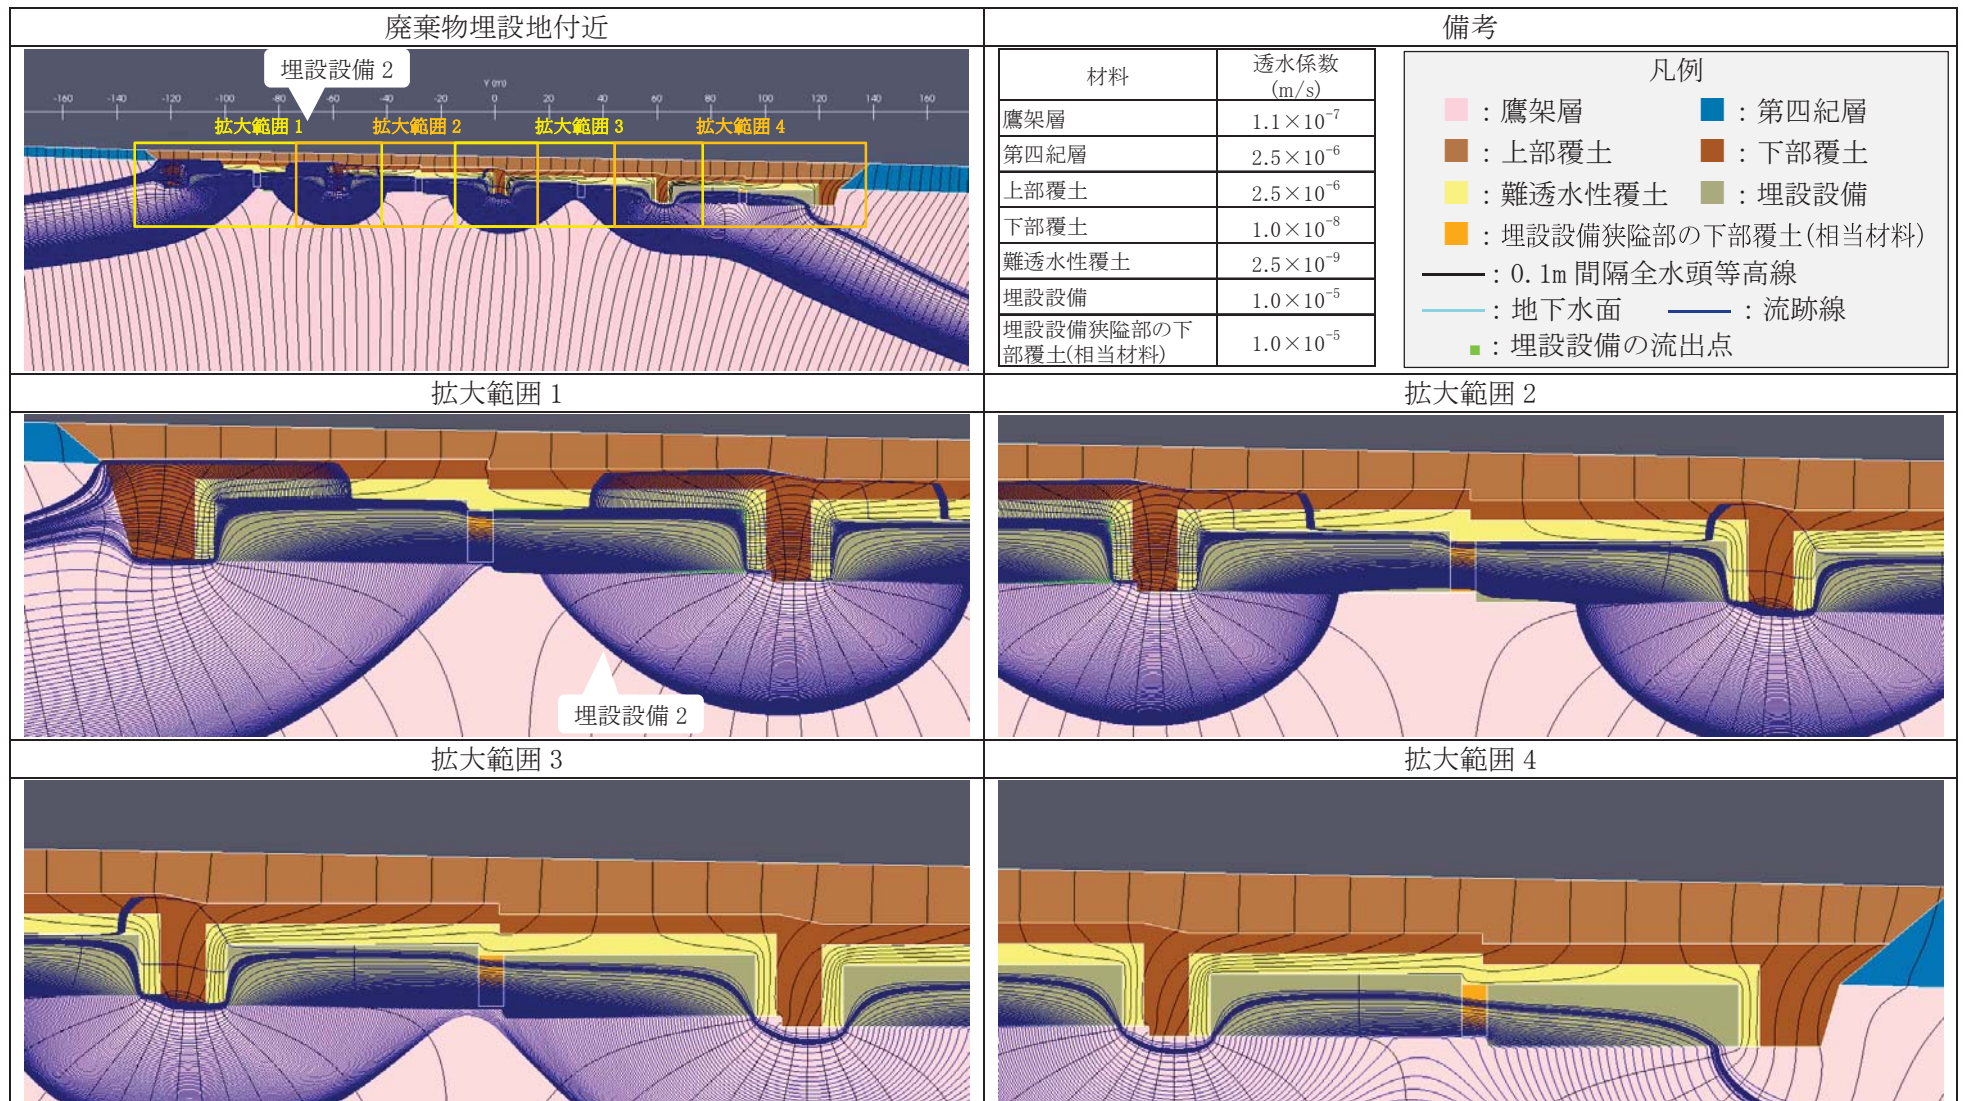 廃棄物埋設地付近
備考
埋設設備 2
Y (m)
-160 -140 -120 -100 -80 -60 -40 -20 0 20 40 60 80 100 120 140 160
拡大範囲 1 拡大範囲 2 拡大範囲 3 拡大範囲 4
材料 透水係数
(m/s)
鷹架層 1.1×10⁻⁷
第四紀層 2.5×10⁻⁶
上部覆土 2.5×10⁻⁶
下部覆土 1.0×10⁻⁸
難透水性覆土 2.5×10⁻⁹
埋設設備 1.0×10⁻⁵
埋設設備狭隘部の下
部覆土(相当材料) 1.0×10⁻⁵
凡例
：鷹架層 ：第四紀層
：上部覆土 ：下部覆土
：難透水性覆土 ：埋設設備
：埋設設備狭隘部の下部覆土(相当材料)
：0.1m 間隔全水頭等高線
：地下水面 ：流跡線
：埋設設備の流出点
拡大範囲 1
拡大範囲 2
埋設設備 2
拡大範囲 3
拡大範囲 4